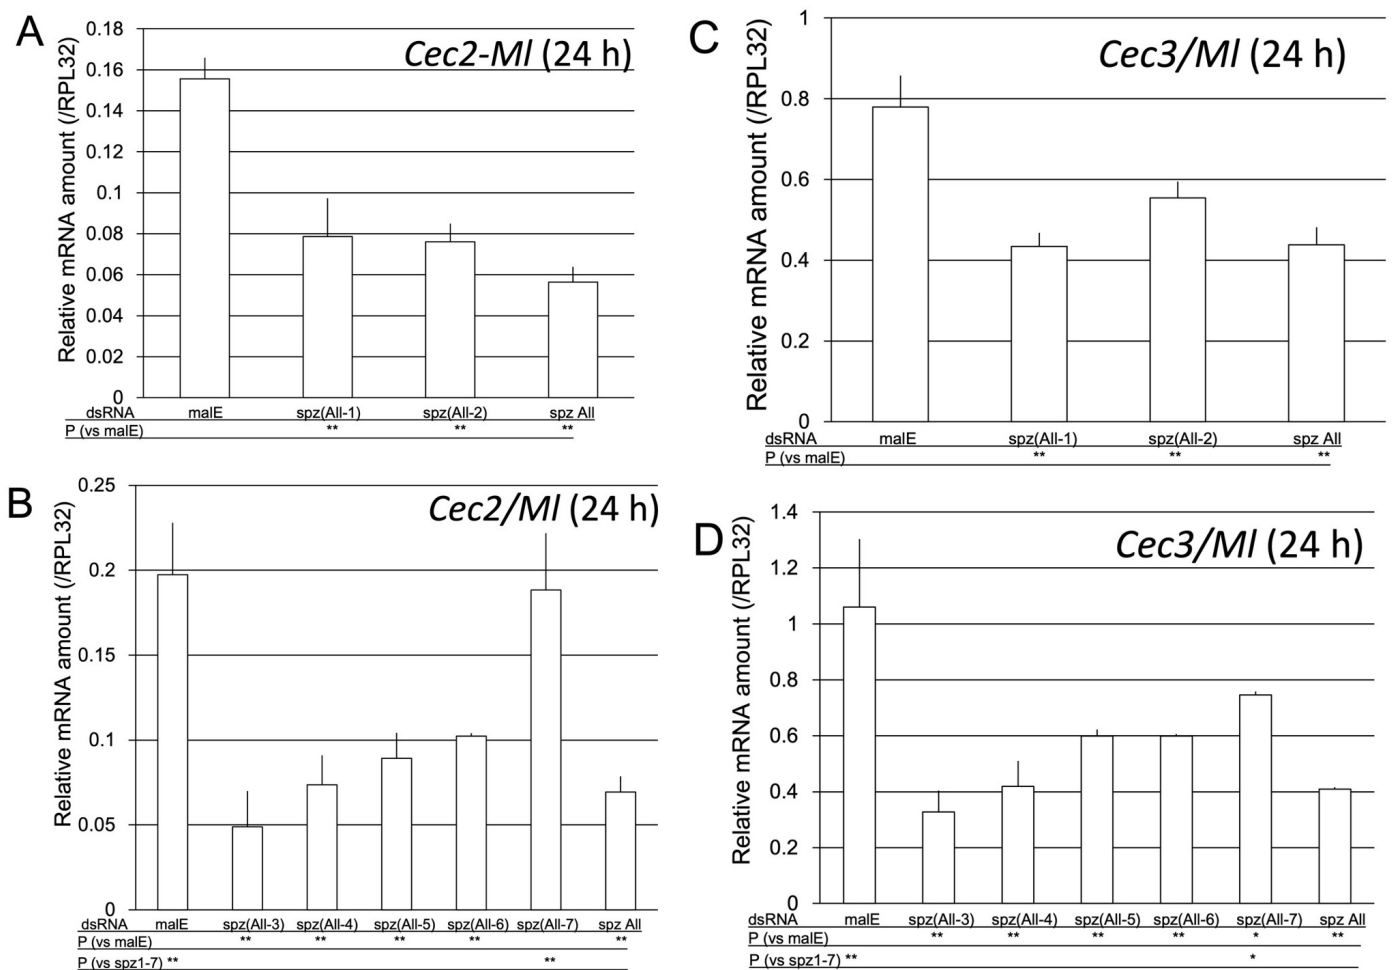 A
Cec2-Ml (24 h)
Relative mRNA amount (/RPL32)
0.18
0.16
0.14
0.12
0.1
0.08
0.06
0.04
0.02
0
dsRNA malE spz(All-1) spz(All-2) spz All
P (vs malE) ** ** **
B
Cec2/Ml (24 h)
Relative mRNA amount (/RPL32)
0.25
0.2
0.15
0.1
0.05
0
dsRNA malE spz(All-3) spz(All-4) spz(All-5) spz(All-6) spz(All-7) spz All
P (vs malE) ** ** ** ** **
P (vs spz1-7) ** **
C
Cec3/Ml (24 h)
Relative mRNA amount (/RPL32)
1
0.8
0.6
0.4
0.2
0
dsRNA malE spz(All-1) spz(All-2) spz All
P (vs malE) ** ** **
D
Cec3/Ml (24 h)
Relative mRNA amount (/RPL32)
1.4
1.2
1
0.8
0.6
0.4
0.2
0
dsRNA malE spz(All-3) spz(All-4) spz(All-5) spz(All-6) spz(All-7) spz All
P (vs malE) ** ** ** ** * **
P (vs spz1-7) ** *